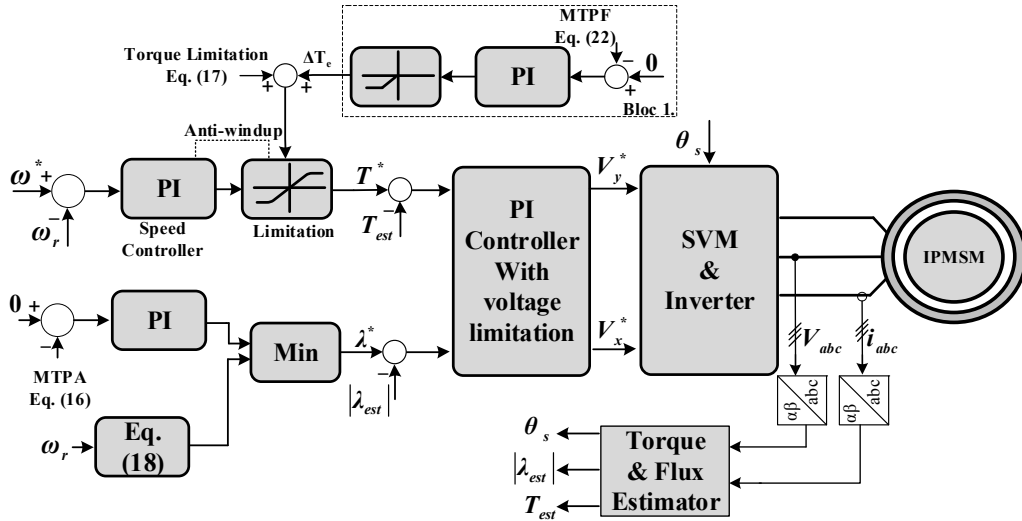 MTPF
Eq. (22)
− 0
+
Bloc 1.
PI
ΔT_e
Torque Limitation
Eq. (17)
+ +
Anti-windup
θ_s
ω* +
−
ω_r
PI
Speed
Controller
Limitation
T*
−
T_est
PI
Controller
With
voltage
limitation
V_y*
V_x*
SVM
&
Inverter
IPMSM
0 +
−
MTPA
Eq. (16)
PI
Min
λ*
−
|λ_est|
ω_r
Eq.
(18)
V_abc
i_abc
αβ abc
αβ abc
θ_s
|λ_est|
T_est
Torque
& Flux
Estimator